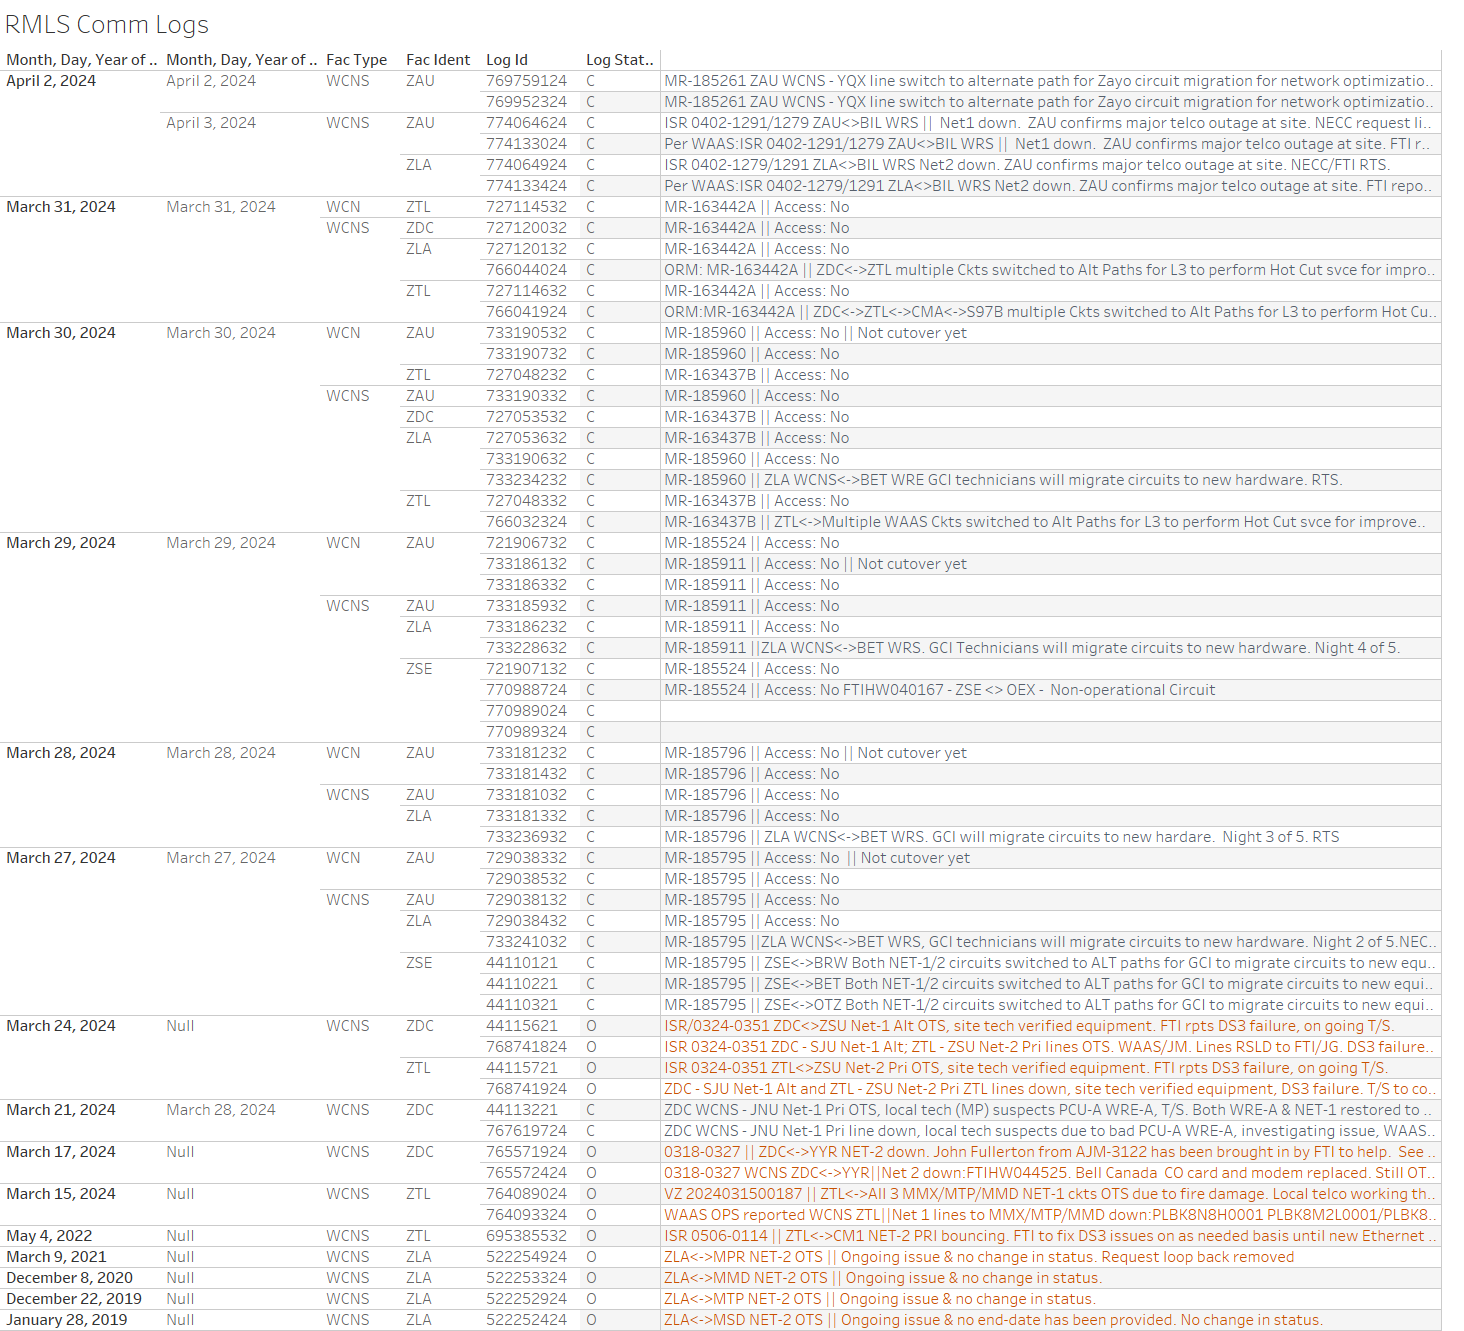 RMLS Comm Logs
Month, Day, Year of .. Month, Day, Year of .. Fac Type Fac Ident Log Id Log Stat..
April 2, 2024 April 2, 2024 WCNS ZAU 769759124 C MR-185261 ZAU WCNS - YQX line switch to alternate path for Zayo circuit migration for network optimizatio..
769952324 C MR-185261 ZAU WCNS - YQX line switch to alternate path for Zayo circuit migration for network optimizatio..
April 3, 2024 WCNS ZAU 774064624 C ISR 0402-1291/1279 ZAU<>BIL WRS || Net1 down. ZAU confirms major telco outage at site. NECC request li..
774133024 C Per WAAS:ISR 0402-1291/1279 ZAU<>BIL WRS || Net1 down. ZAU confirms major telco outage at site. FTI r..
ZLA 774064924 C ISR 0402-1279/1291 ZLA<>BIL WRS Net2 down. ZAU confirms major telco outage at site. NECC/FTI RTS.
774133424 C Per WAAS:ISR 0402-1279/1291 ZLA<>BIL WRS Net2 down. ZAU confirms major telco outage at site. FTI repo..
March 31, 2024 March 31, 2024 WCN ZTL 727114532 C MR-163442A || Access: No
WCNS ZDC 727120032 C MR-163442A || Access: No
ZLA 727120132 C MR-163442A || Access: No
766044024 C ORM: MR-163442A || ZDC<->ZTL multiple Ckts switched to Alt Paths for L3 to perform Hot Cut svce for impro..
ZTL 727114632 C MR-163442A || Access: No
766041924 C ORM:MR-163442A || ZDC<->ZTL<->CMA<->S97B multiple Ckts switched to Alt Paths for L3 to perform Hot Cu..
March 30, 2024 March 30, 2024 WCN ZAU 733190532 C MR-185960 || Access: No || Not cutover yet
733190732 C MR-185960 || Access: No
ZTL 727048232 C MR-163437B || Access: No
WCNS ZAU 733190332 C MR-185960 || Access: No
ZDC 727053532 C MR-163437B || Access: No
ZLA 727053632 C MR-163437B || Access: No
733190632 C MR-185960 || Access: No
733234232 C MR-185960 || ZLA WCNS<->BET WRE GCI technicians will migrate circuits to new hardware. RTS.
ZTL 727048332 C MR-163437B || Access: No
766032324 C MR-163437B || ZTL<->Multiple WAAS Ckts switched to Alt Paths for L3 to perform Hot Cut svce for improve..
March 29, 2024 March 29, 2024 WCN ZAU 721906732 C MR-185524 || Access: No
733186132 C MR-185911 || Access: No || Not cutover yet
733186332 C MR-185911 || Access: No
WCNS ZAU 733185932 C MR-185911 || Access: No
ZLA 733186232 C MR-185911 || Access: No
733228632 C MR-185911 ||ZLA WCNS<->BET WRS. GCI Technicians will migrate circuits to new hardware. Night 4 of 5.
ZSE 721907132 C MR-185524 || Access: No
770988724 C MR-185524 || Access: No FTIHW040167 - ZSE <> OEX - Non-operational Circuit
770989024 C
770989324 C
March 28, 2024 March 28, 2024 WCN ZAU 733181232 C MR-185796 || Access: No || Not cutover yet
733181432 C MR-185796 || Access: No
WCNS ZAU 733181032 C MR-185796 || Access: No
ZLA 733181332 C MR-185796 || Access: No
733236932 C MR-185796 || ZLA WCNS<->BET WRS. GCI will migrate circuits to new hardare. Night 3 of 5. RTS
March 27, 2024 March 27, 2024 WCN ZAU 729038332 C MR-185795 || Access: No || Not cutover yet
729038532 C MR-185795 || Access: No
WCNS ZAU 729038132 C MR-185795 || Access: No
ZLA 729038432 C MR-185795 || Access: No
733241032 C MR-185795 ||ZLA WCNS<->BET WRS, GCI technicians will migrate circuits to new hardware. Night 2 of 5.NEC..
ZSE 44110121 C MR-185795 || ZSE<->BRW Both NET-1/2 circuits switched to ALT paths for GCI to migrate circuits to new equ..
44110221 C MR-185795 || ZSE<->BET Both NET-1/2 circuits switched to ALT paths for GCI to migrate circuits to new equi..
44110321 C MR-185795 || ZSE<->OTZ Both NET-1/2 circuits switched to ALT paths for GCI to migrate circuits to new equi..
March 24, 2024 Null WCNS ZDC 44115621 O ISR/0324-0351 ZDC<>ZSU Net-1 Alt OTS, site tech verified equipment. FTI rpts DS3 failure, on going T/S.
768741824 O ISR 0324-0351 ZDC - SJU Net-1 Alt; ZTL - ZSU Net-2 Pri lines OTS. WAAS/JM. Lines RSLD to FTI/JG. DS3 failure..
ZTL 44115721 O ISR 0324-0351 ZTL<>ZSU Net-2 Pri OTS, site tech verified equipment. FTI rpts DS3 failure, on going T/S.
768741924 O ZDC - SJU Net-1 Alt and ZTL - ZSU Net-2 Pri ZTL lines down, site tech verified equipment, DS3 failure. T/S to co..
March 21, 2024 March 28, 2024 WCNS ZDC 44113221 C ZDC WCNS - JNU Net-1 Pri OTS, local tech (MP) suspects PCU-A WRE-A, T/S. Both WRE-A & NET-1 restored to ..
767619724 C ZDC WCNS - JNU Net-1 Pri line down, local tech suspects due to bad PCU-A WRE-A, investigating issue, WAAS..
March 17, 2024 Null WCNS ZDC 765571924 O 0318-0327 || ZDC<->YYR NET-2 down. John Fullerton from AJM-3122 has been brought in by FTI to help. See ..
765572424 O 0318-0327 WCNS ZDC<->YYR||Net 2 down:FTIHW044525. Bell Canada CO card and modem replaced. Still OT..
March 15, 2024 Null WCNS ZTL 764089024 O VZ 2024031500187 || ZTL<->All 3 MMX/MTP/MMD NET-1 ckts OTS due to fire damage. Local telco working th..
764093324 O WAAS OPS reported WCNS ZTL||Net 1 lines to MMX/MTP/MMD down:PLBK8N8H0001 PLBK8M2L0001/PLBK8..
May 4, 2022 Null WCNS ZTL 695385532 O ISR 0506-0114 || ZTL<->CM1 NET-2 PRI bouncing. FTI to fix DS3 issues on as needed basis until new Ethernet ..
March 9, 2021 Null WCNS ZLA 522254924 O ZLA<->MPR NET-2 OTS || Ongoing issue & no change in status. Request loop back removed
December 8, 2020 Null WCNS ZLA 522253324 O ZLA<->MMD NET-2 OTS || Ongoing issue & no change in status.
December 22, 2019 Null WCNS ZLA 522252924 O ZLA<->MTP NET-2 OTS || Ongoing issue & no change in status.
January 28, 2019 Null WCNS ZLA 522252424 O ZLA<->MSD NET-2 OTS || Ongoing issue & no end-date has been provided. No change in status.